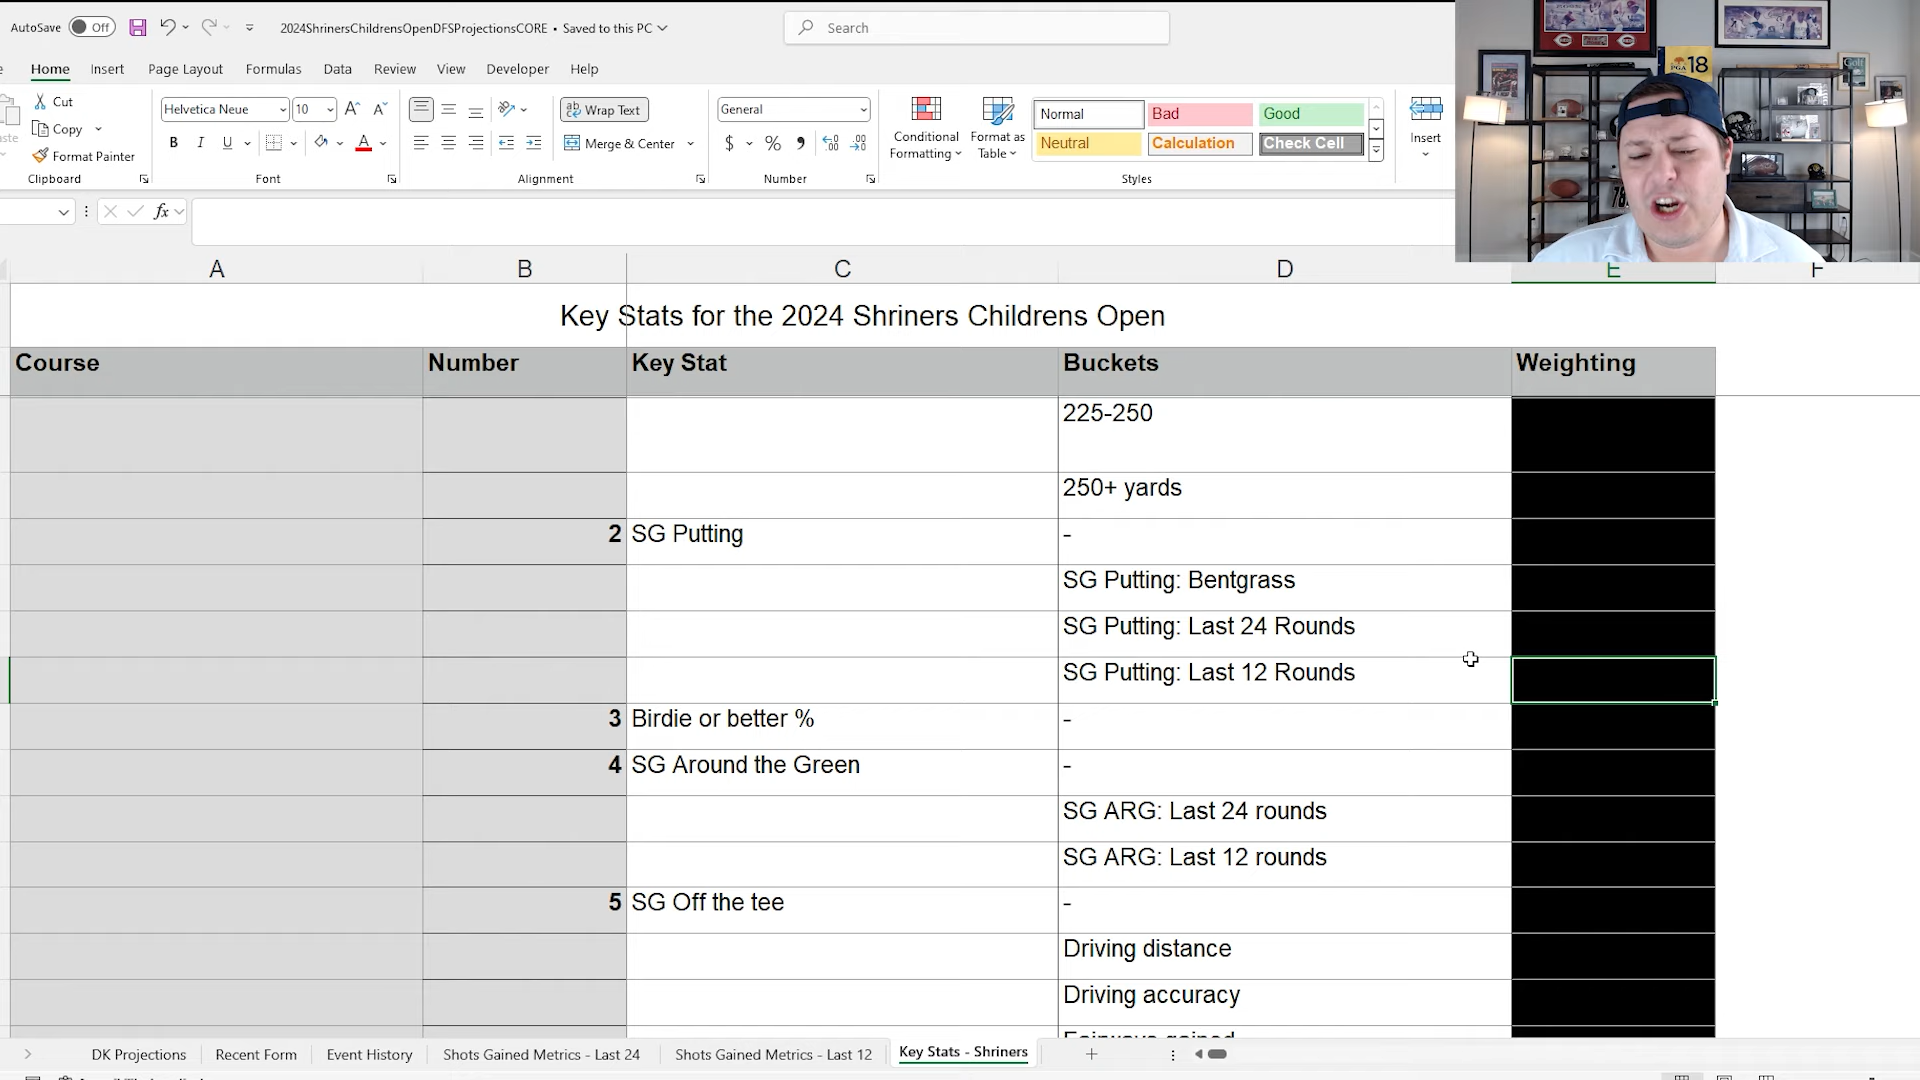 AutoSave Off 2024ShrinersChildrensOpenDFSProjectionsCORE • Saved to this PC Search
Home Insert Page Layout Formulas Data Review View Developer Help
Cut
Copy
Format Painter
Clipboard
Helvetica Neue 10
B I U
Font
Wrap Text
Merge & Center
Alignment
General
$ %
Number
Conditional Formatting
Format as Table
Normal Bad Good
Neutral Calculation Check Cell
Styles
Insert
PGA 18
Golf
fx
A B C D E F
Key Stats for the 2024 Shriners Childrens Open
Course Number Key Stat Buckets Weighting
225-250
250+ yards
2 SG Putting -
SG Putting: Bentgrass
SG Putting: Last 24 Rounds
SG Putting: Last 12 Rounds
3 Birdie or better % -
4 SG Around the Green -
SG ARG: Last 24 rounds
SG ARG: Last 12 rounds
5 SG Off the tee -
Driving distance
Driving accuracy
Fairways gained
DK Projections Recent Form Event History Shots Gained Metrics - Last 24 Shots Gained Metrics - Last 12 Key Stats - Shriners